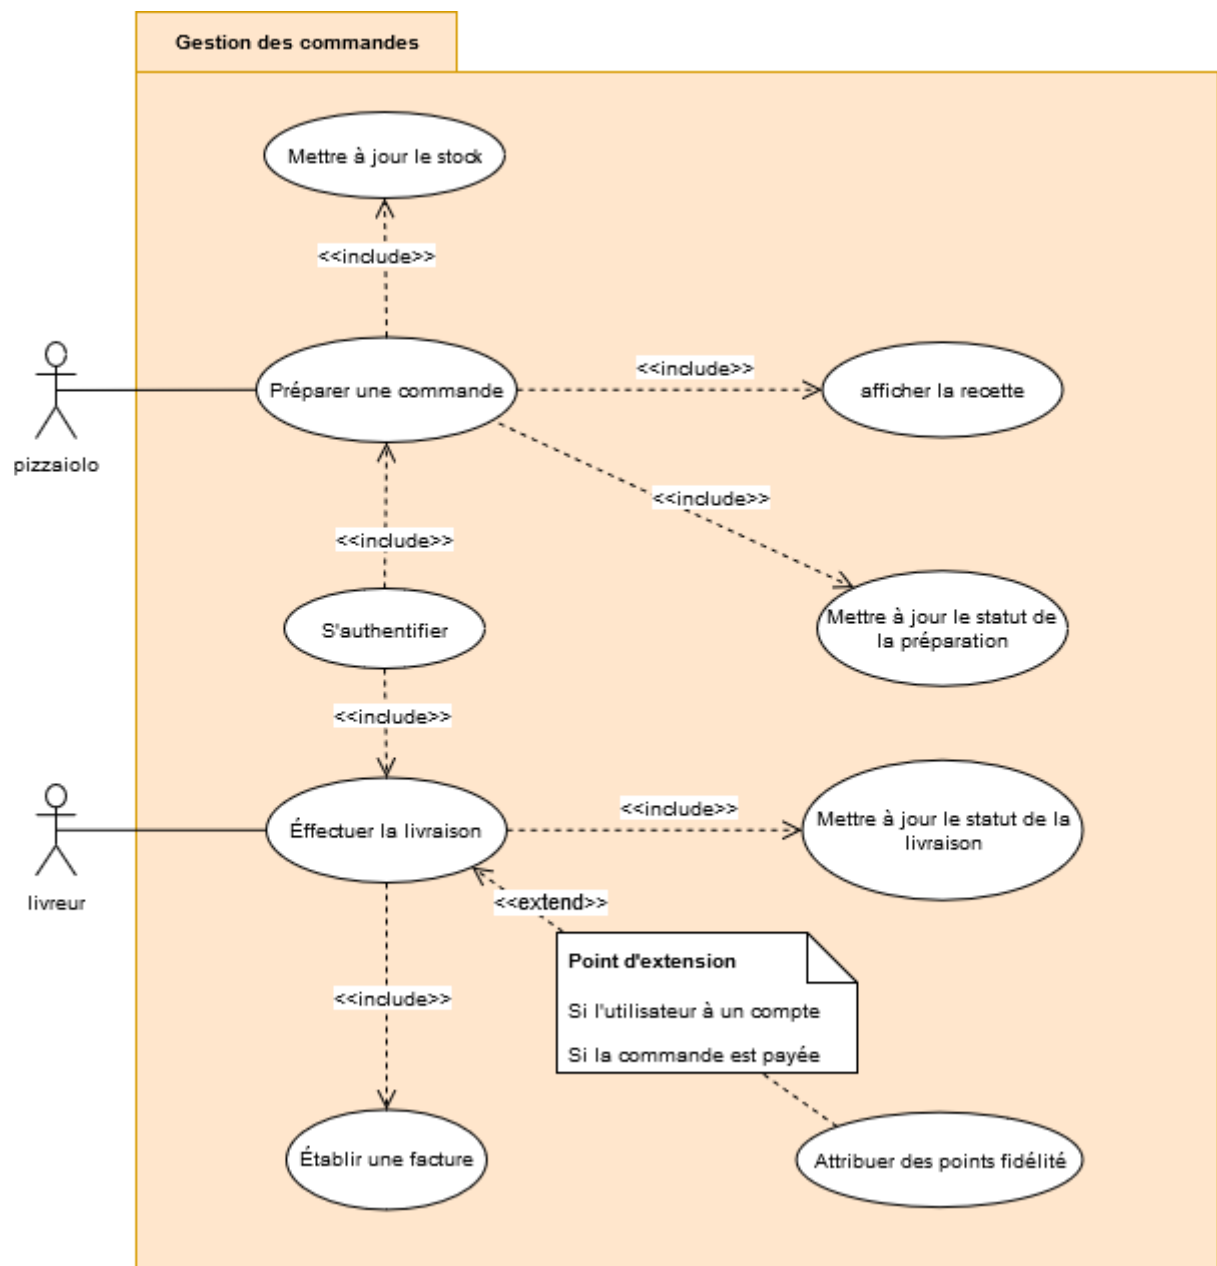 Gestion des commandes
Mettre à jour le stock
<<include>>
Préparer une commande
<<include>>
afficher la recette
pizzaiolo
<<include>>
<<include>>
S'authentifier
Mettre à jour le statut de
la préparation
<<include>>
Éffectuer la livraison
<<include>>
Mettre à jour le statut de la
livraison
livreur
<<extend>>
Point d'extension
Si l'utilisateur à un compte
Si la commande est payée
<<include>>
Établir une facture
Attribuer des points fidélité